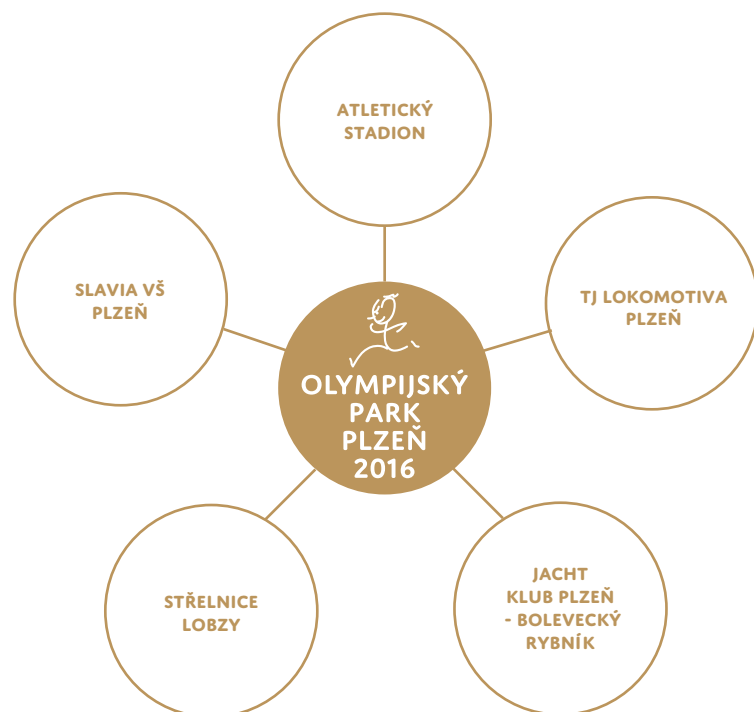 ATLETICKÝ
STADION
SLAVIA VŠ
PLZEŇ
TJ LOKOMOTIVA
PLZEŇ
OLYMPIJSKÝ
PARK
PLZEŇ
2016
STŘELNICE
LOBZY
JACHT
KLUB PLZEŇ
- BOLEVECKÝ
RYBNÍK